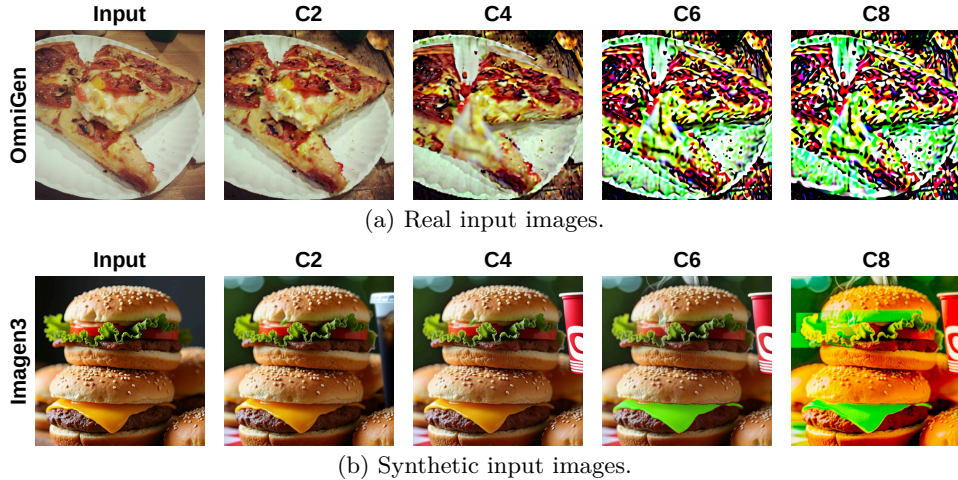 Input C2 C4 C6 C8
OmniGen
(a) Real input images.
Input C2 C4 C6 C8
Imagen3
(b) Synthetic input images.